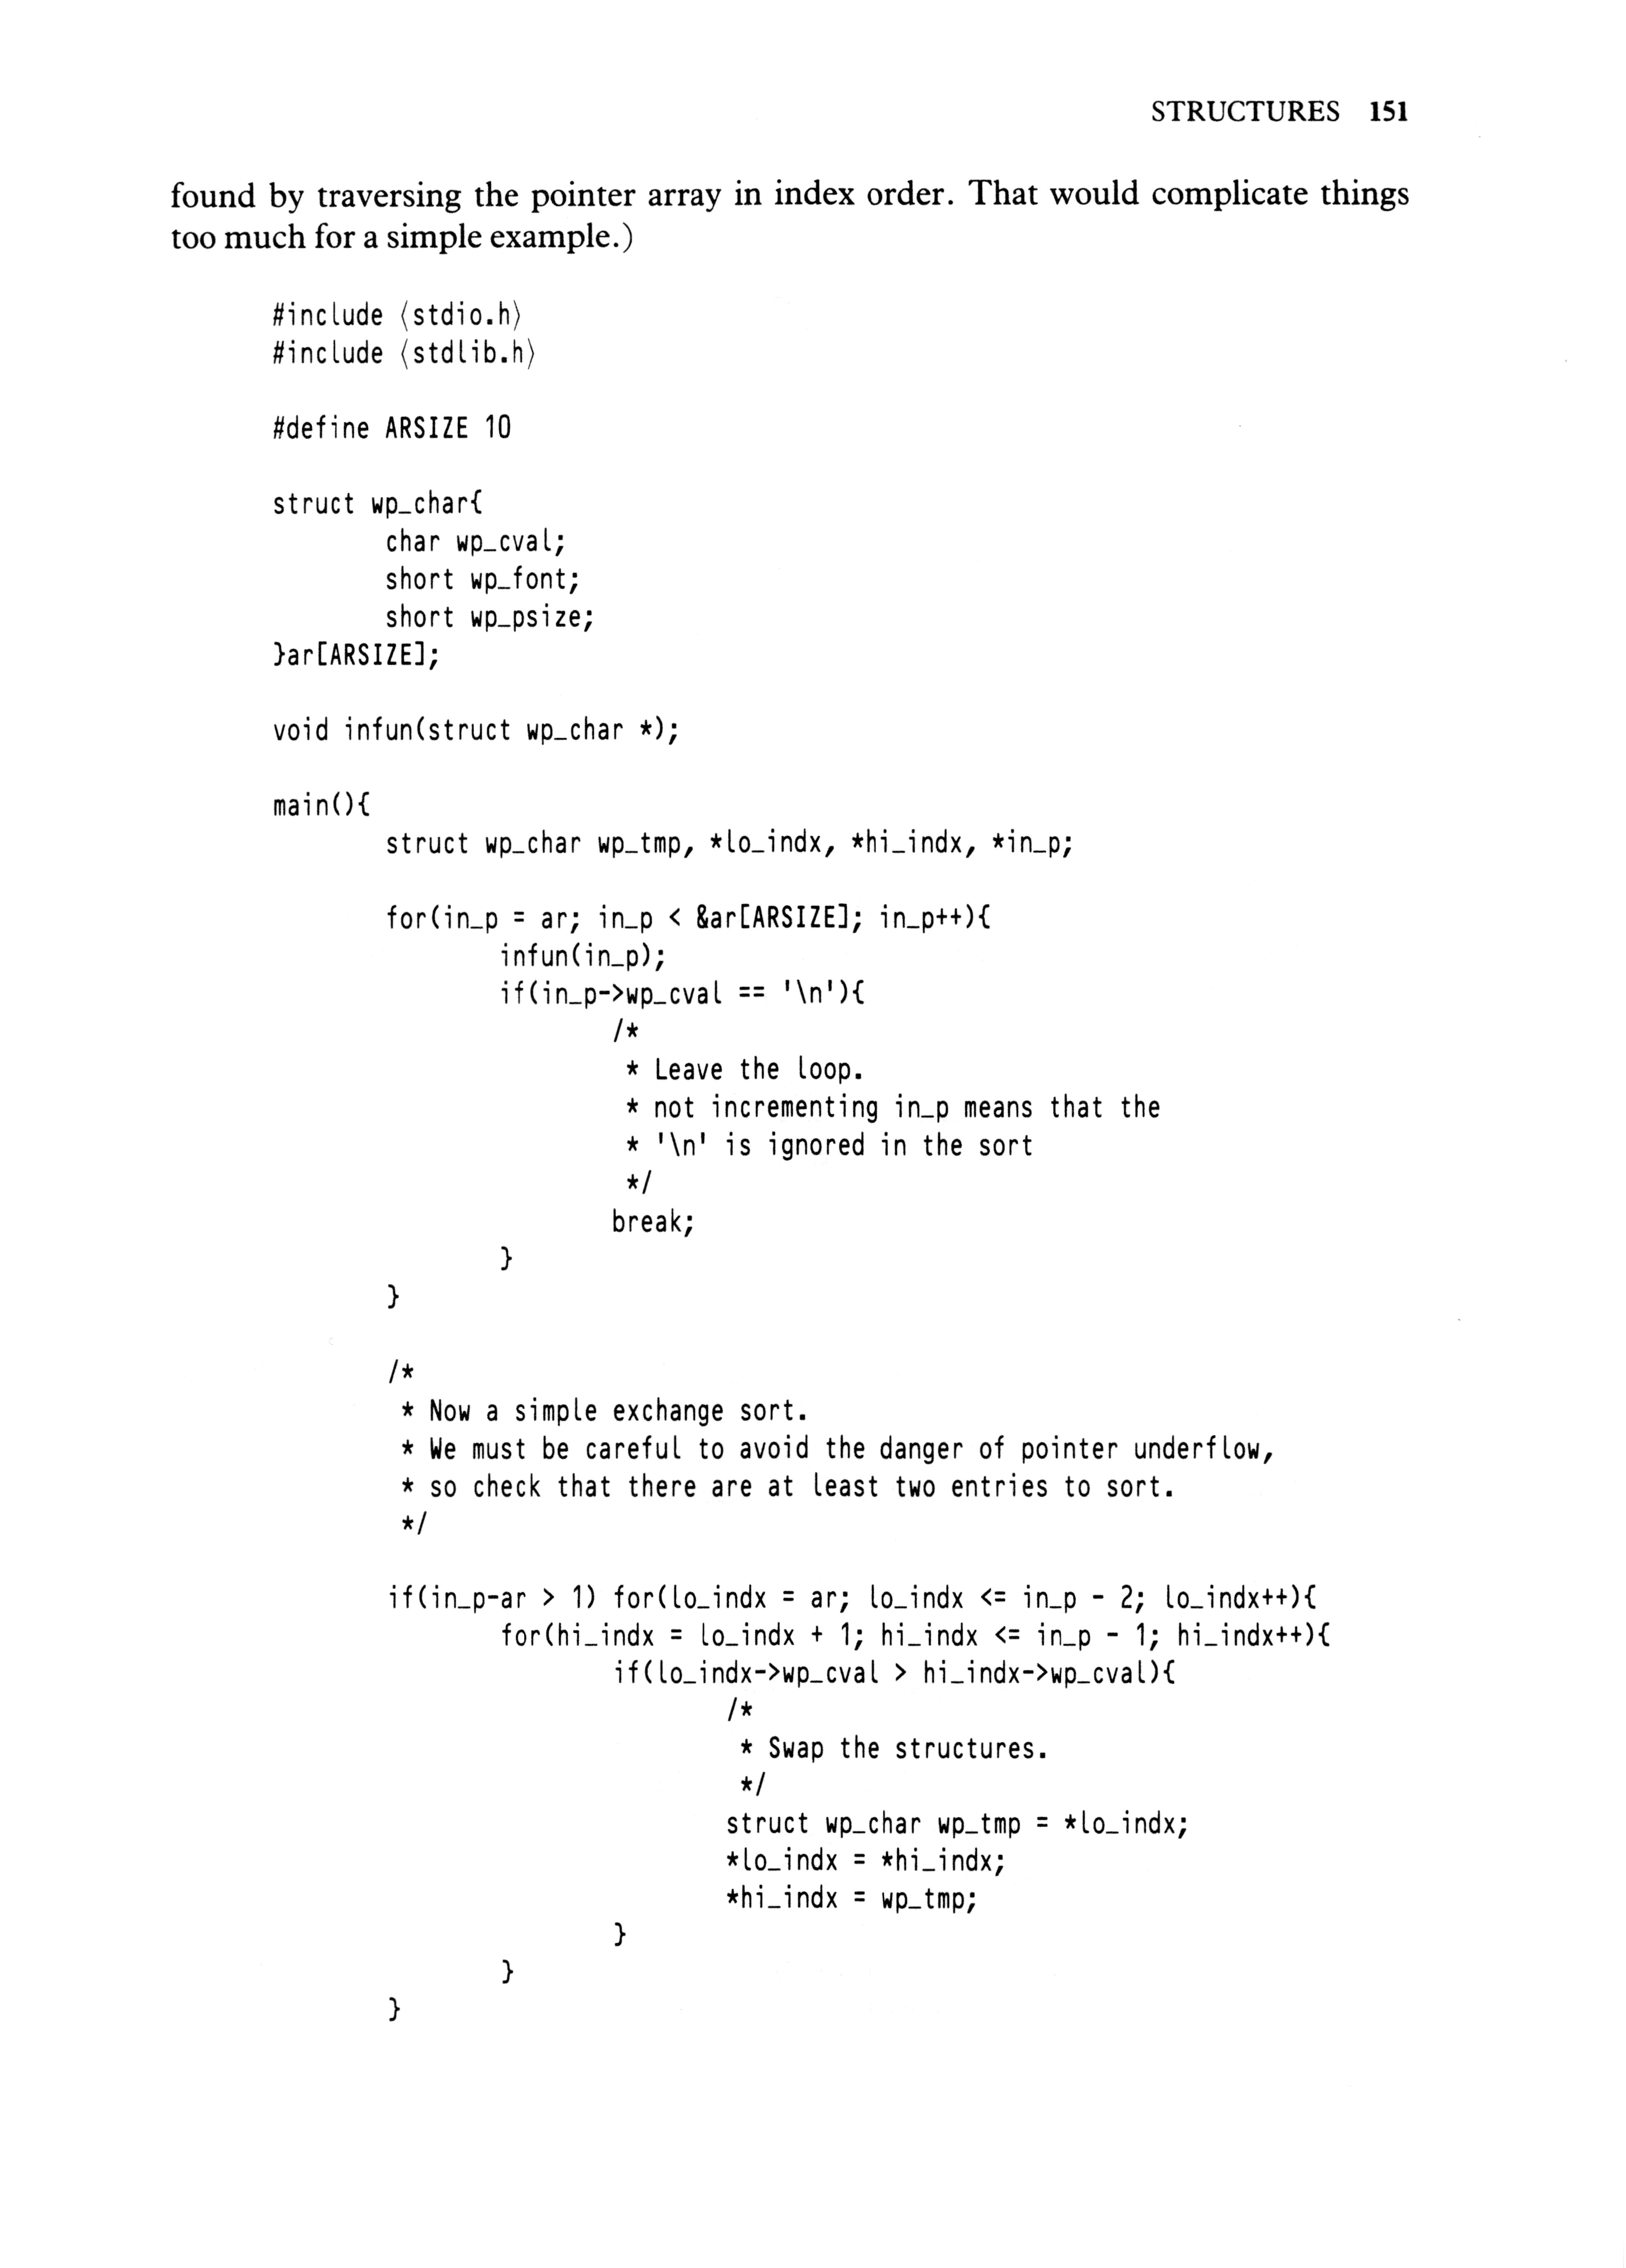 STRUCTURES 151
found by traversing the pointer array in index order. That would complicate things
too much for a simple example.)
#include ⟨stdio.h⟩
#include ⟨stdlib.h⟩
#define ARSIZE 10
struct wp_char{
char wp_cval;
short wp_font;
short wp_psize;
}ar[ARSIZE];
void infun(struct wp_char *);
main(){
struct wp_char wp_tmp, *lo_indx, *hi_indx, *in_p;
for(in_p = ar; in_p < &ar[ARSIZE]; in_p++){
infun(in_p);
if(in_p->wp_cval == '\n'){
/*
* Leave the loop.
* not incrementing in_p means that the
* '\n' is ignored in the sort
*/
break;
}
}
/*
* Now a simple exchange sort.
* We must be careful to avoid the danger of pointer underflow,
* so check that there are at least two entries to sort.
*/
if(in_p-ar > 1) for(lo_indx = ar; lo_indx <= in_p - 2; lo_indx++){
for(hi_indx = lo_indx + 1; hi_indx <= in_p - 1; hi_indx++){
if(lo_indx->wp_cval > hi_indx->wp_cval){
/*
* Swap the structures.
*/
struct wp_char wp_tmp = *lo_indx;
*lo_indx = *hi_indx;
*hi_indx = wp_tmp;
}
}
}